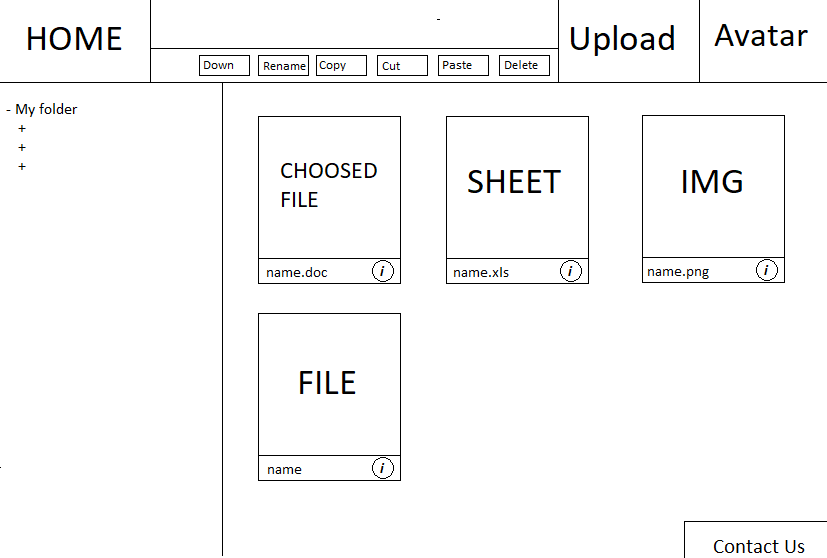 HOME
-
Upload
Avatar
Down Rename Copy Cut Paste Delete
- My folder
+
+
+
CHOOSED
FILE
name.doc i
SHEET
name.xls i
IMG
name.png i
FILE
name i
Contact Us